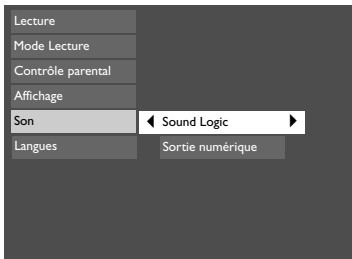 Lecture
Mode Lecture
Contrôle parental
Affichage
Son
Sound Logic
Langues
Sortie numérique